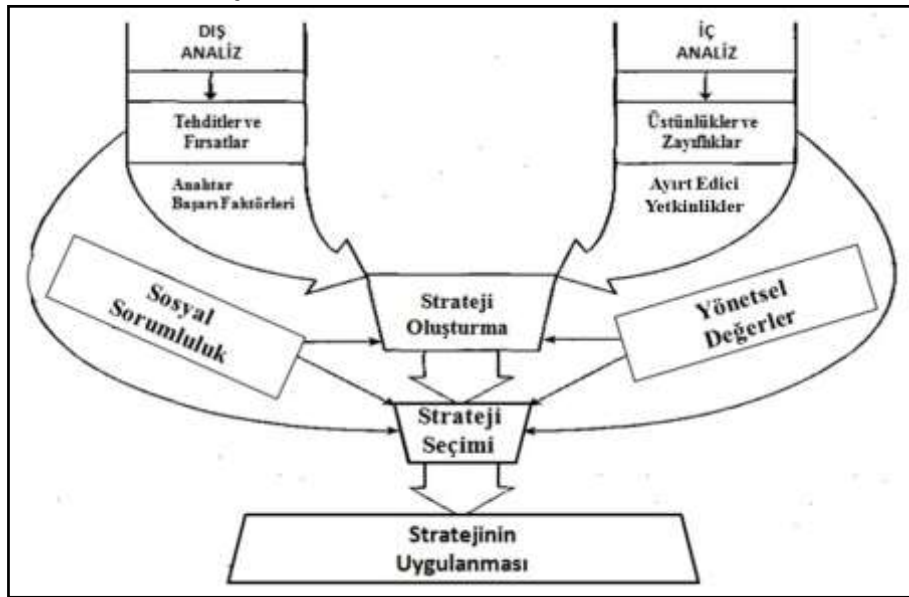 DIŞ
ANALİZ
İÇ
ANALİZ
Tehditler ve
Fırsatlar
Üstünlükler ve
Zayıflıklar
Anahtar
Başarı Faktörleri
Ayırt Edici
Yetkinlikler
Sosyal
Sorumluluk
Strateji
Oluşturma
Yönetsel
Değerler
Strateji
Seçimi
Stratejinin
Uygulanması